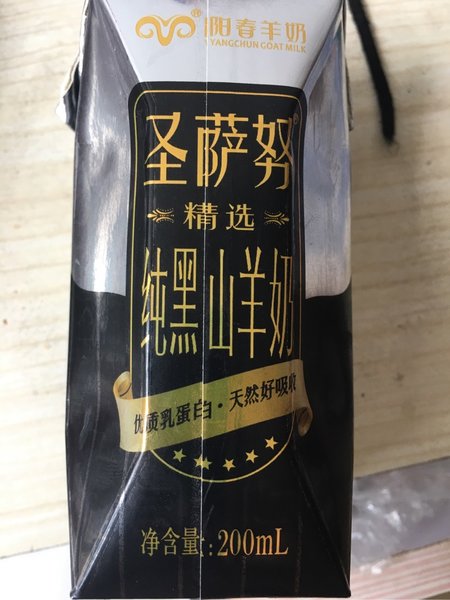 阳春羊奶®
YANGCHUN GOAT MILK
圣萨努®
精选
纯黑山羊奶
优质乳蛋白·天然好吸收
净含量:200mL